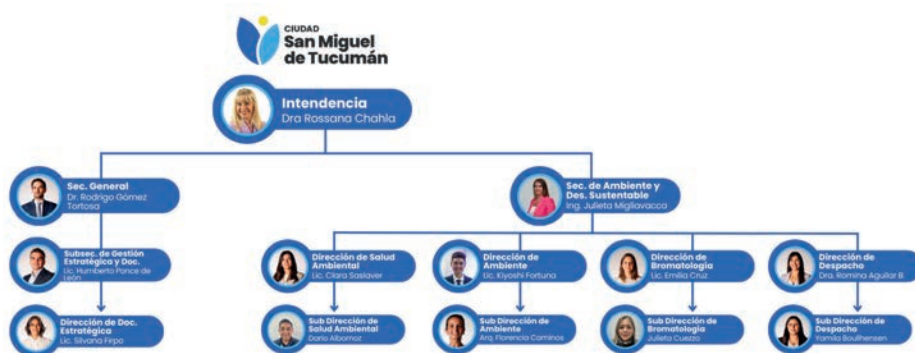 CIUDAD
San Miguel
de Tucumán
Intendencia
Dra Rossana Chahla
Sec. General
Dr. Rodrigo Gómez
Tortosa
Sec. de Ambiente y
Des. Sustentable
Ing. Julieta Migliavacca
Subsec. de Gestión
Estratégica y Doc.
Lic. Humberto Ponce de
León
Dirección de Salud
Ambiental
Lic. Clara Saslaver
Dirección de
Ambiente
Lic. Kiyoshi Fortuna
Dirección de
Bromatología
Lic. Emilia Cruz
Dirección de
Despacho
Dra. Romina Aguilar B.
Dirección de Doc.
Estratégica
Lic. Silvana Firpo
Sub Dirección de
Salud Ambiental
Darío Albornoz
Sub Dirección de
Ambiente
Arq. Florencia Caminos
Sub Dirección de
Bromatología
Julieta Cuezzo
Sub Dirección de
Despacho
Yamila Boulhensen